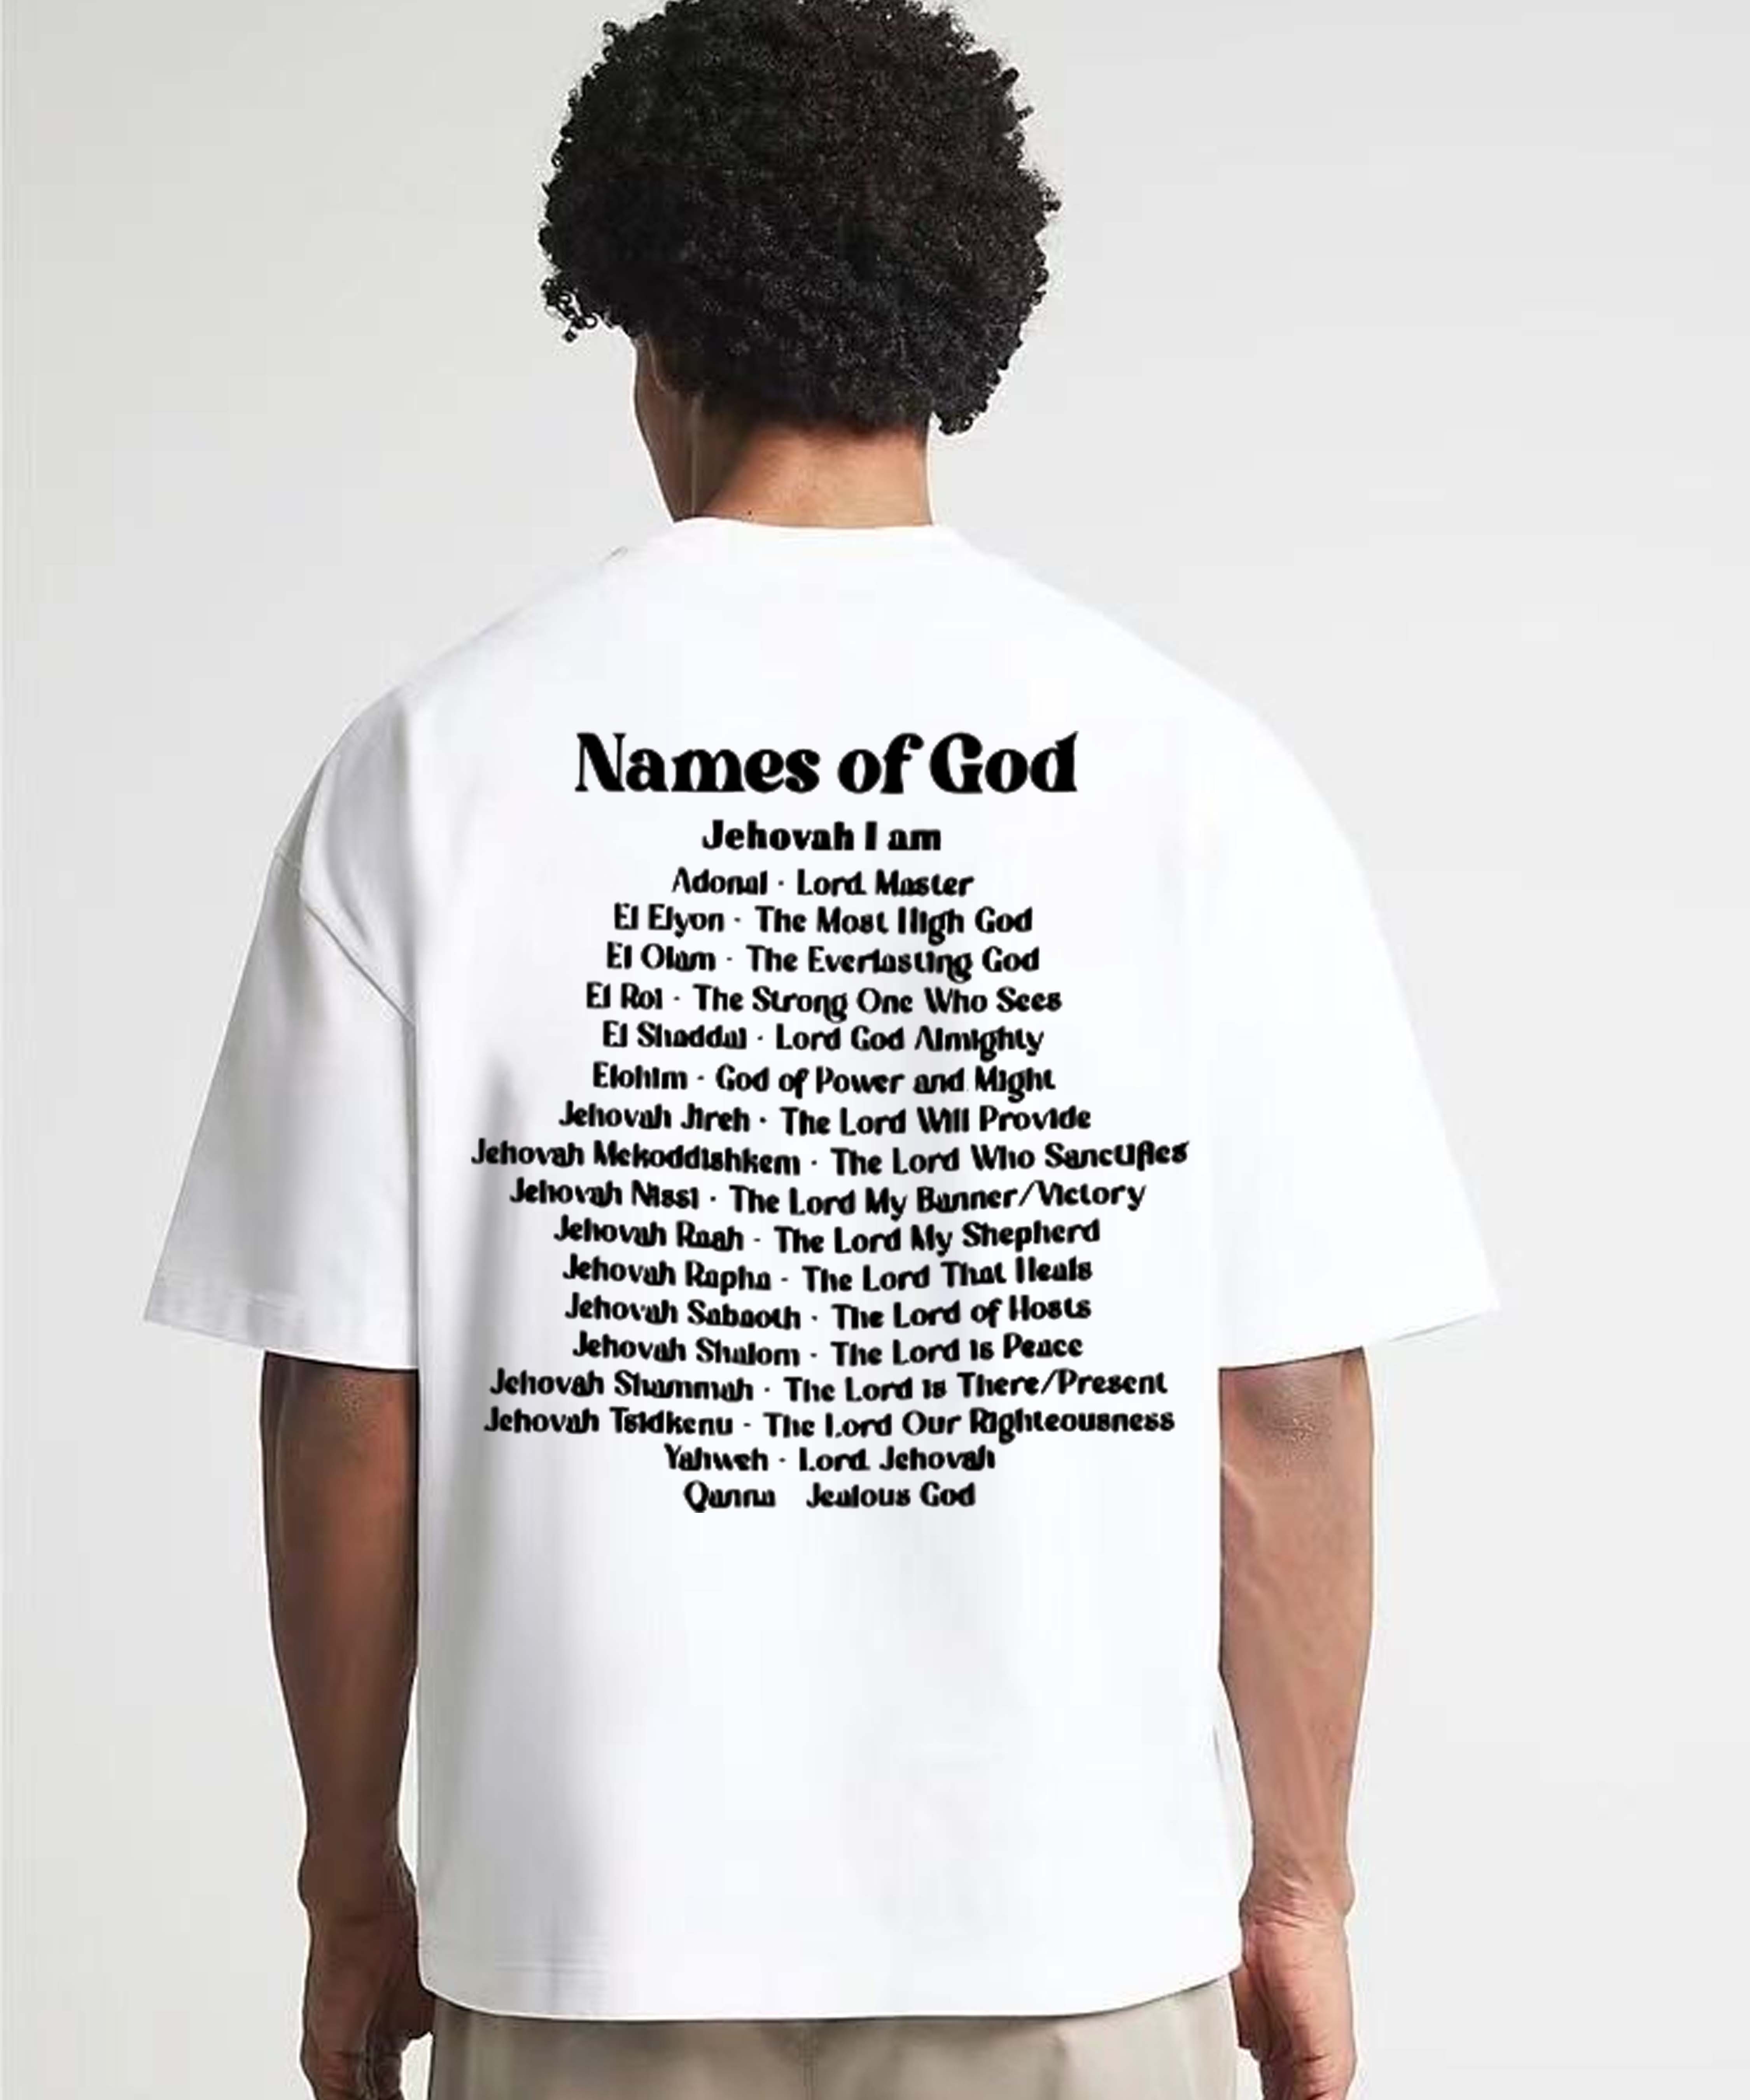 Names of God
Jehovah I am
Adonai · Lord Master
El Elyon · The Most High God
El Olam · The Everlasting God
El Roi · The Strong One Who Sees
El Shaddai · Lord God Almighty
Elohim · God of Power and Might
Jehovah Jireh · The Lord Will Provide
Jehovah Mekoddishkem · The Lord Who Sanctifies
Jehovah Nissi · The Lord My Banner/Victory
Jehovah Raah · The Lord My Shepherd
Jehovah Rapha · The Lord That Heals
Jehovah Sabaoth · The Lord of Hosts
Jehovah Shalom · The Lord is Peace
Jehovah Shammah · The Lord is There/Present
Jehovah Tsidkenu · The Lord Our Righteousness
Yahweh · Lord Jehovah
Qanna Jealous God